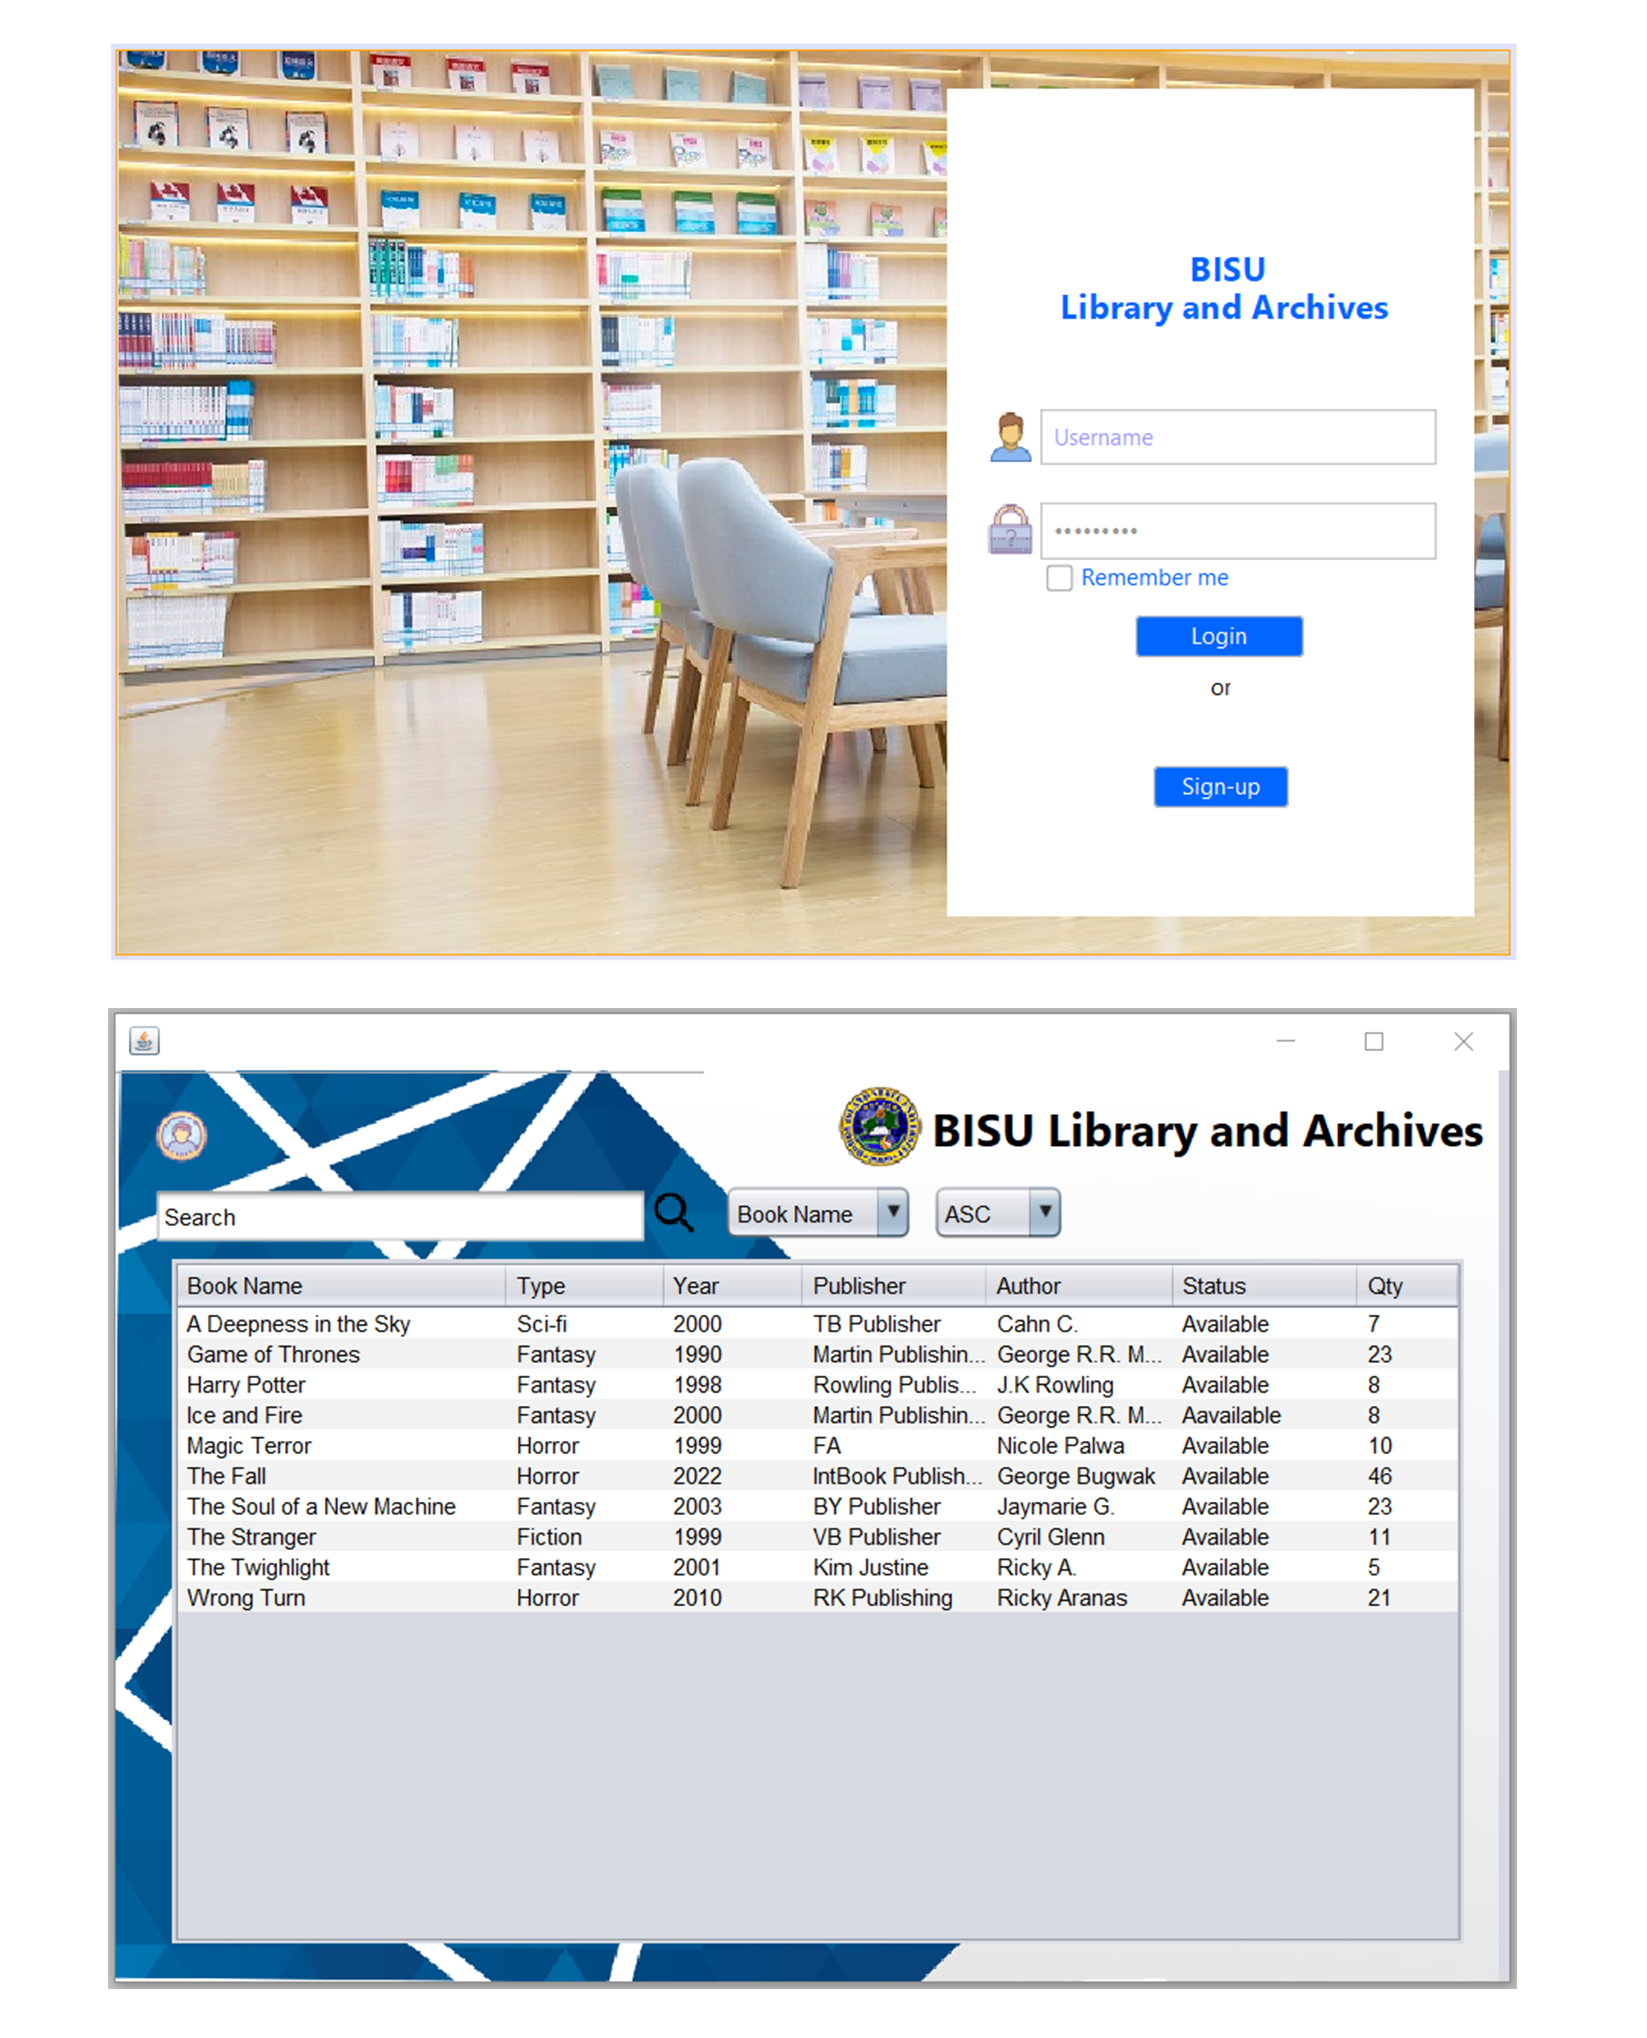 BISU
Library and Archives
Username
Remember me
Login
or
Sign-up
BISU Library and Archives
Search
Book Name
ASC
Book Name Type Year Publisher Author Status Qty
A Deepness in the Sky Sci-fi 2000 TB Publisher Cahn C. Available 7
Game of Thrones Fantasy 1990 Martin Publishin... George R.R. M... Available 23
Harry Potter Fantasy 1998 Rowling Publis... J.K Rowling Available 8
Ice and Fire Fantasy 2000 Martin Publishin... George R.R. M... Aavailable 8
Magic Terror Horror 1999 FA Nicole Palwa Available 10
The Fall Horror 2022 IntBook Publish... George Bugwak Available 46
The Soul of a New Machine Fantasy 2003 BY Publisher Jaymarie G. Available 23
The Stranger Fiction 1999 VB Publisher Cyril Glenn Available 11
The Twighlight Fantasy 2001 Kim Justine Ricky A. Available 5
Wrong Turn Horror 2010 RK Publishing Ricky Aranas Available 21